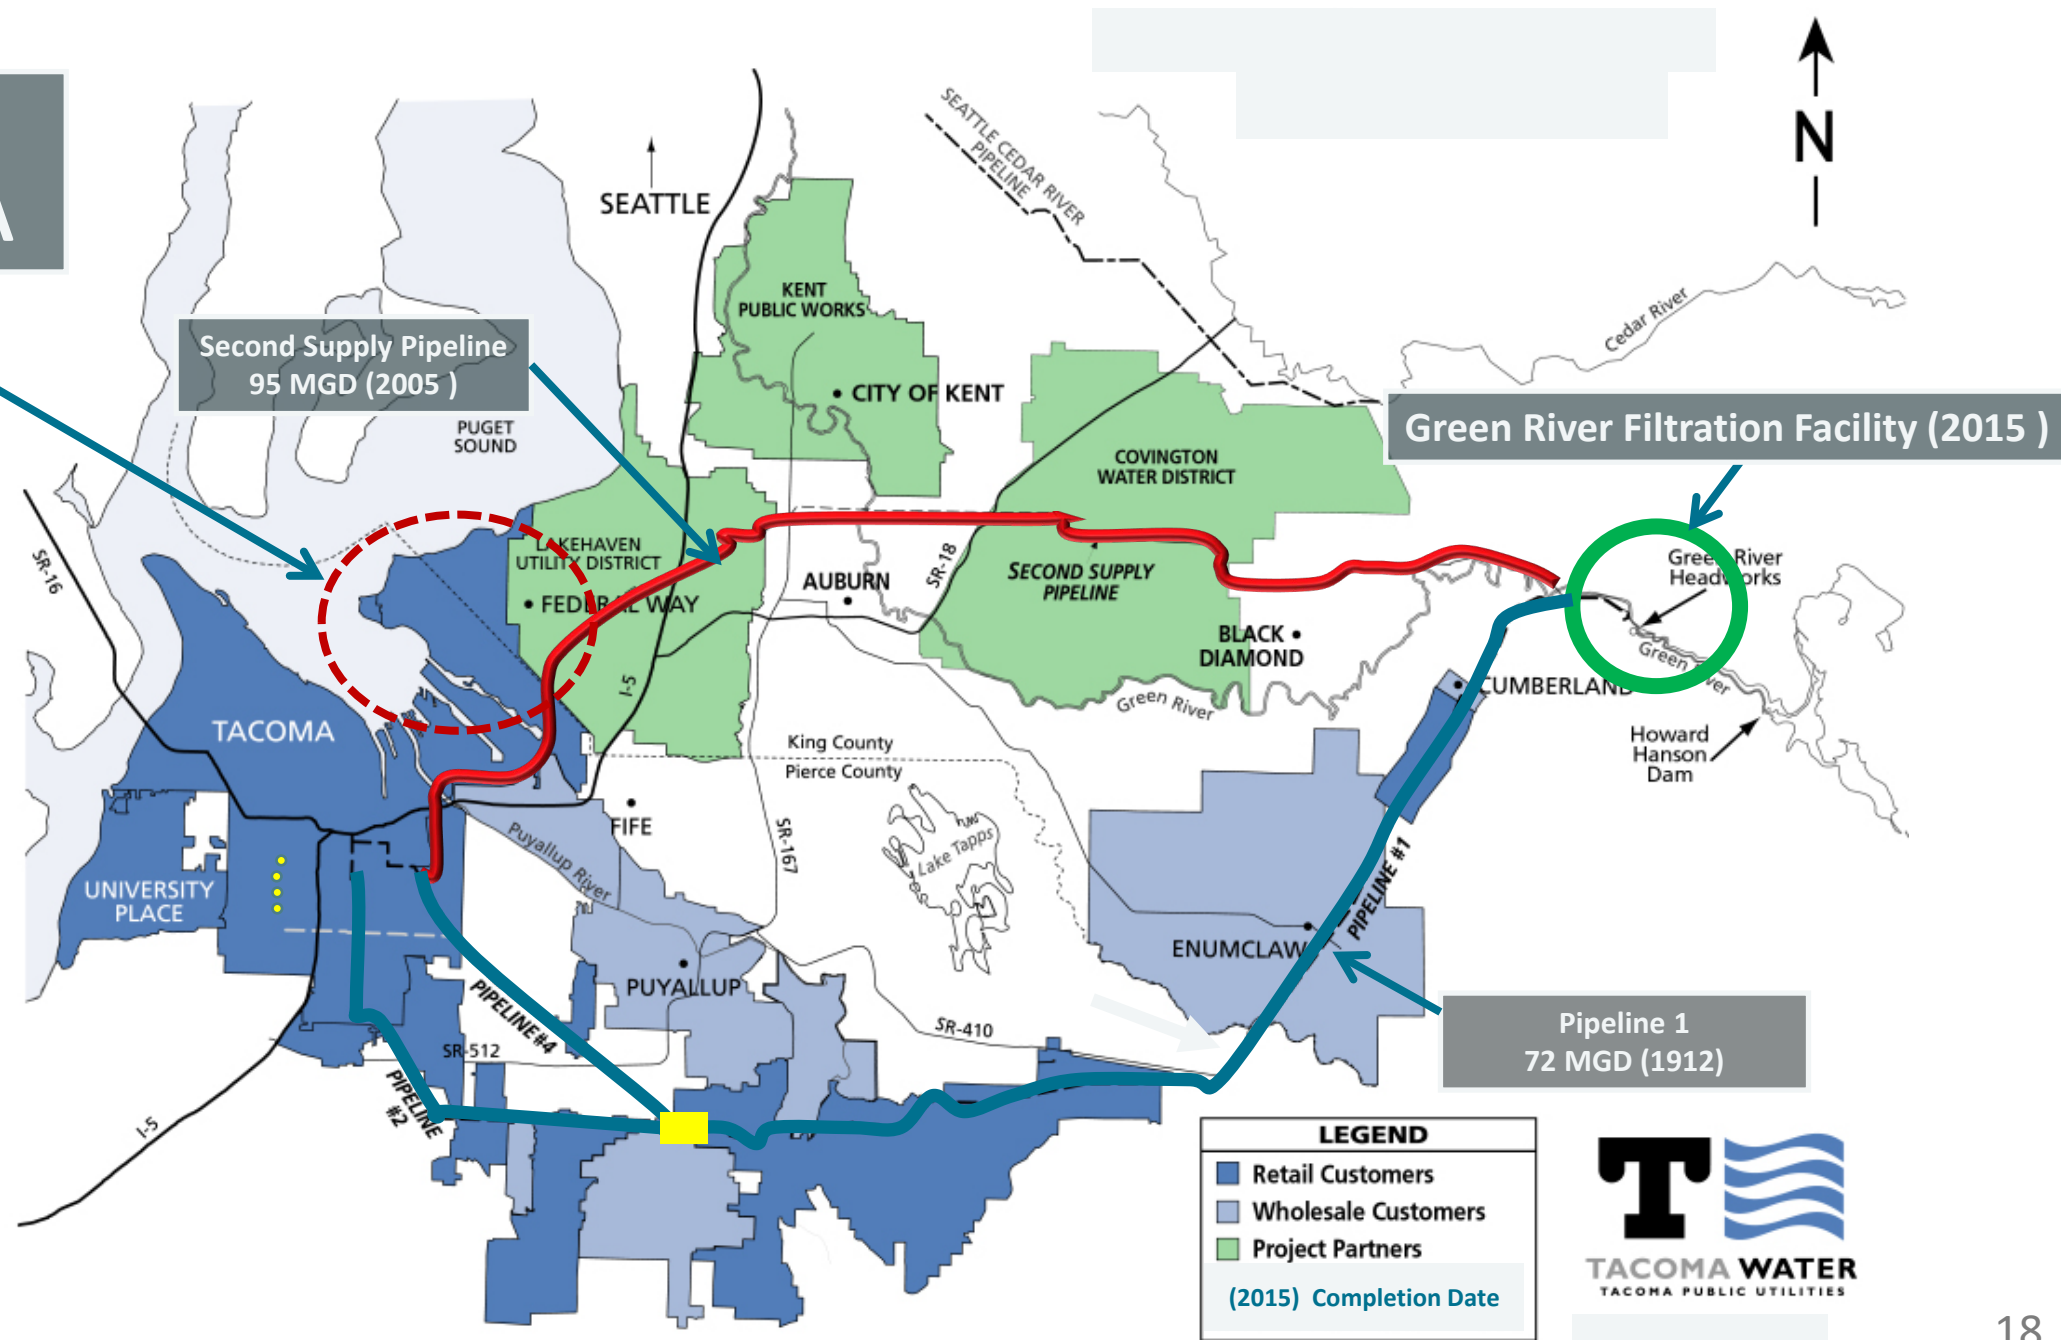 A
N
SEATTLE CEDAR RIVER
PIPELINE
SEATTLE
KENT
PUBLIC WORKS
Cedar River
Second Supply Pipeline
95 MGD (2005 )
CITY OF KENT
Green River Filtration Facility (2015 )
PUGET
SOUND
COVINGTON
WATER DISTRICT
LAKEHAVEN
UTILITY DISTRICT
FEDERAL WAY
SR-16
AUBURN
SR-18
SECOND SUPPLY
PIPELINE
Green River
Headworks
BLACK
DIAMOND
Green River
CUMBERLAND
I-5
Green River
TACOMA
King County
Pierce County
Howard
Hanson
Dam
FIFE
Puyallup River
SR-167
Lake Tapps
PIPELINE #1
UNIVERSITY
PLACE
ENUMCLAW
PUYALLUP
PIPELINE#4
SR-410
SR-512
Pipeline 1
72 MGD (1912)
PIPELINE
#2
I-5
LEGEND
Retail Customers
Wholesale Customers
Project Partners
(2015) Completion Date
T
TACOMA WATER
TACOMA PUBLIC UTILITIES
18